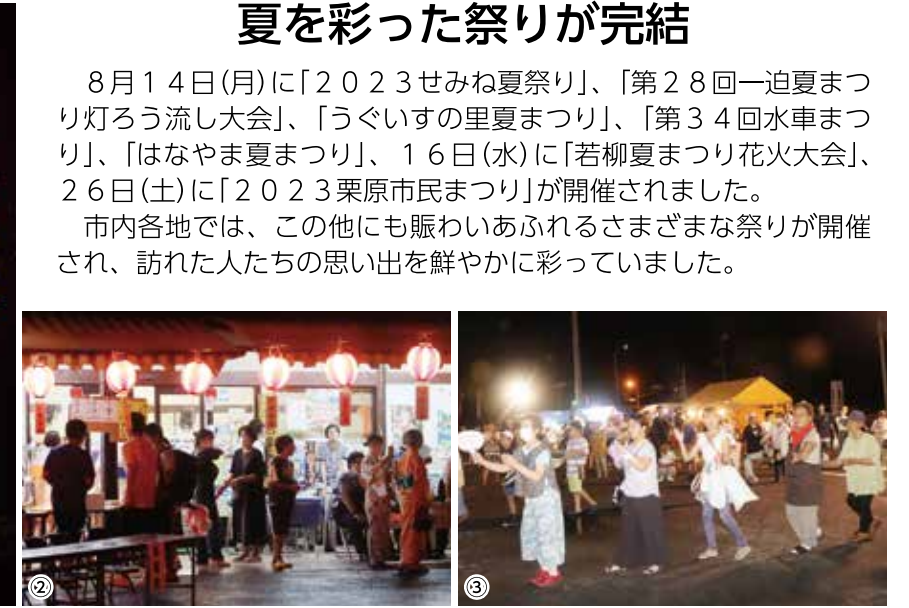 夏を彩った祭りが完結
８月１４日（月）に「２０２３せみね夏祭り」、「第２８回一迫夏まつ
り灯ろう流し大会」、「うぐいすの里夏まつり」、「第３４回水車まつ
り」、「はなやま夏まつり」、１６日（水）に「若柳夏まつり花火大会」、
２６日（土）に「２０２３栗原市民まつり」が開催されました。
市内各地では、この他にも賑わいあふれるさまざまな祭りが開催
され、訪れた人たちの思い出を鮮やかに彩っていました。
②
③